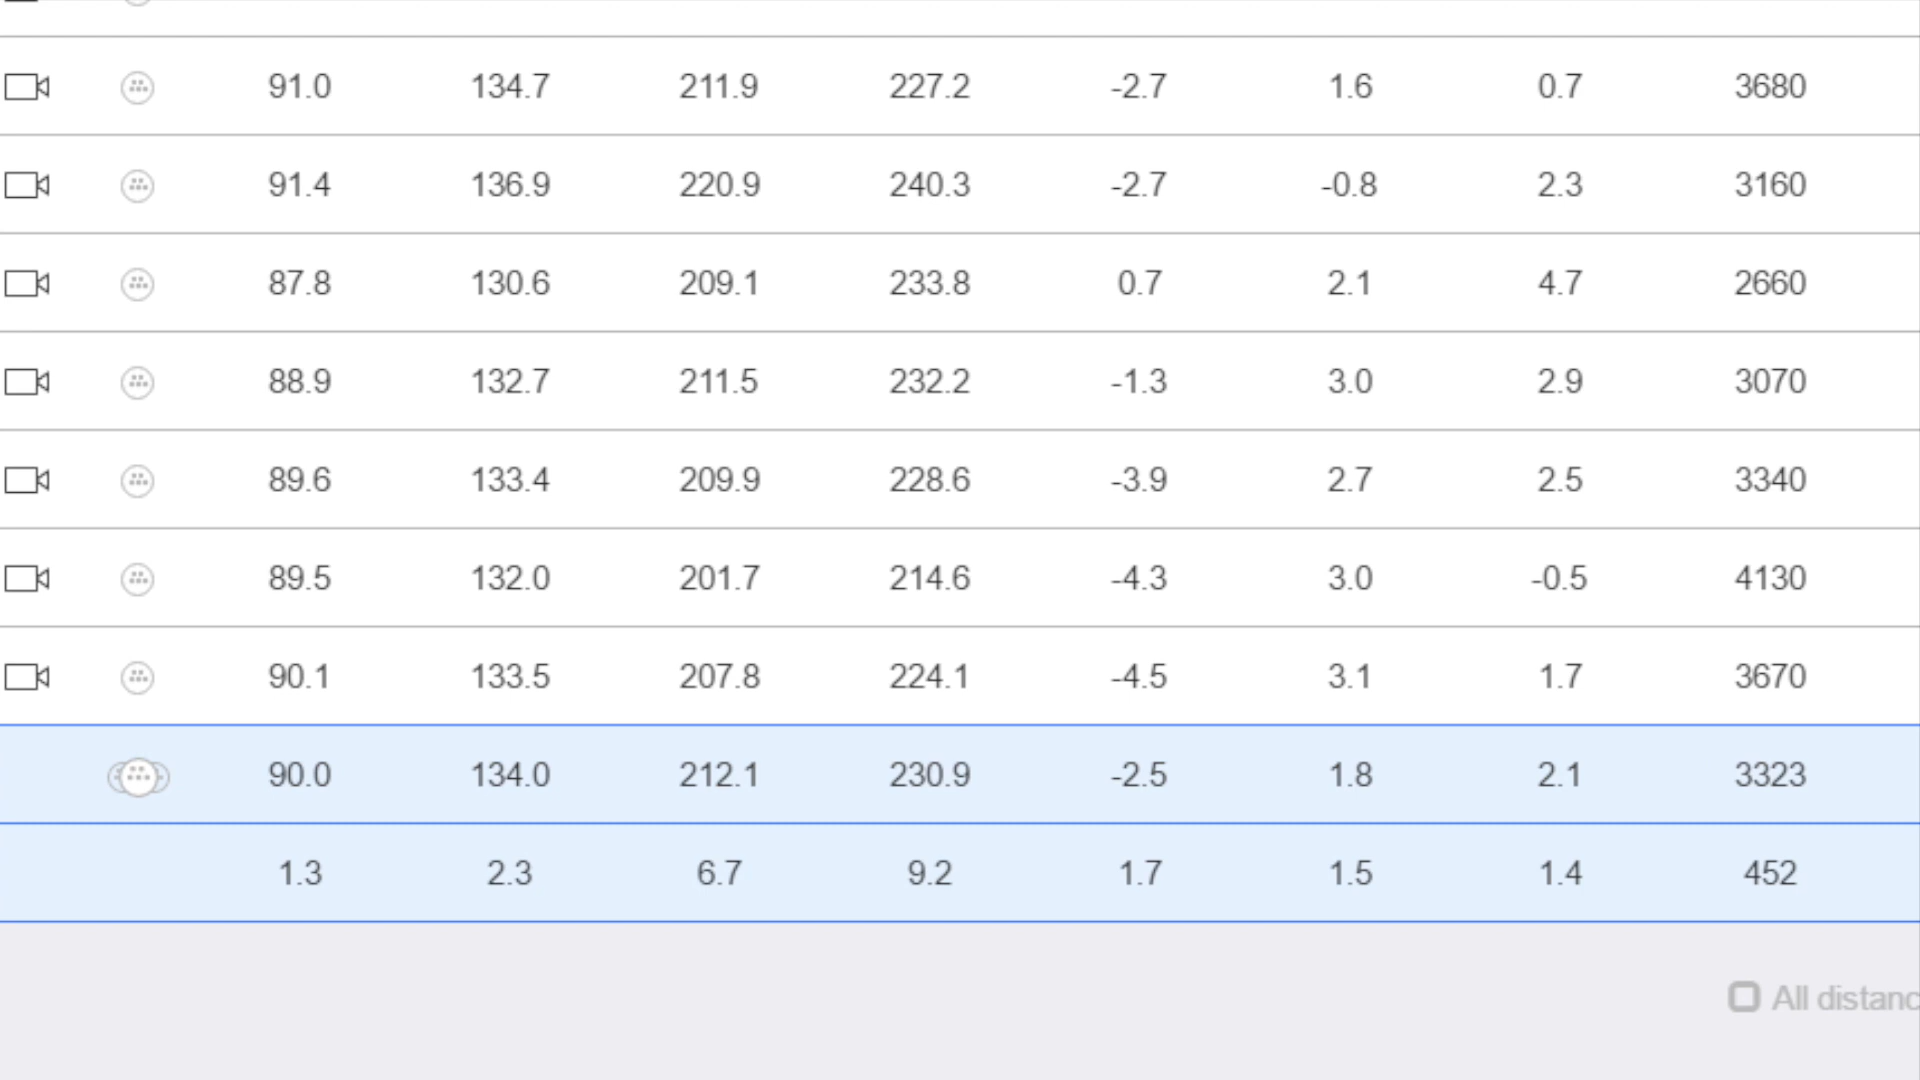 91.0 134.7 211.9 227.2 -2.7 1.6 0.7 3680
91.4 136.9 220.9 240.3 -2.7 -0.8 2.3 3160
87.8 130.6 209.1 233.8 0.7 2.1 4.7 2660
88.9 132.7 211.5 232.2 -1.3 3.0 2.9 3070
89.6 133.4 209.9 228.6 -3.9 2.7 2.5 3340
89.5 132.0 201.7 214.6 -4.3 3.0 -0.5 4130
90.1 133.5 207.8 224.1 -4.5 3.1 1.7 3670
90.0 134.0 212.1 230.9 -2.5 1.8 2.1 3323
1.3 2.3 6.7 9.2 1.7 1.5 1.4 452
All distanc